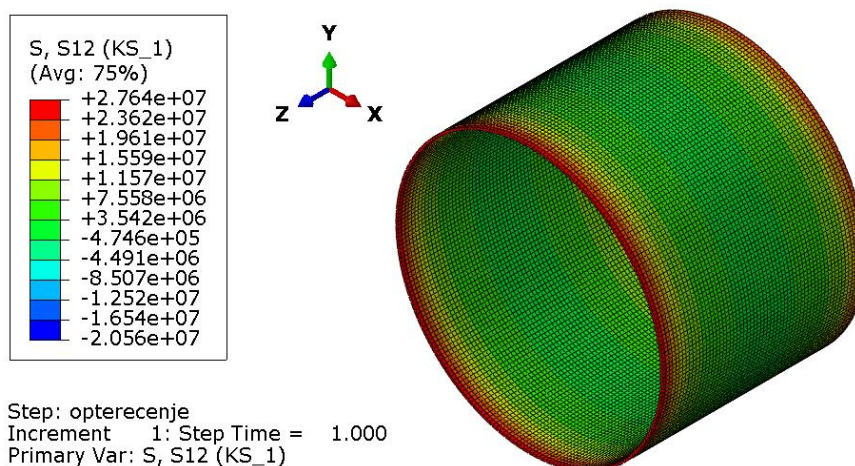 S, S12 (KS_1)
(Avg: 75%)
+2.764e+07
+2.362e+07
+1.961e+07
+1.559e+07
+1.157e+07
+7.558e+06
+3.542e+06
-4.746e+05
-4.491e+06
-8.507e+06
-1.252e+07
-1.654e+07
-2.056e+07
Y
Z
X
Step: opterecenje
Increment 1: Step Time = 1.000
Primary Var: S, S12 (KS_1)